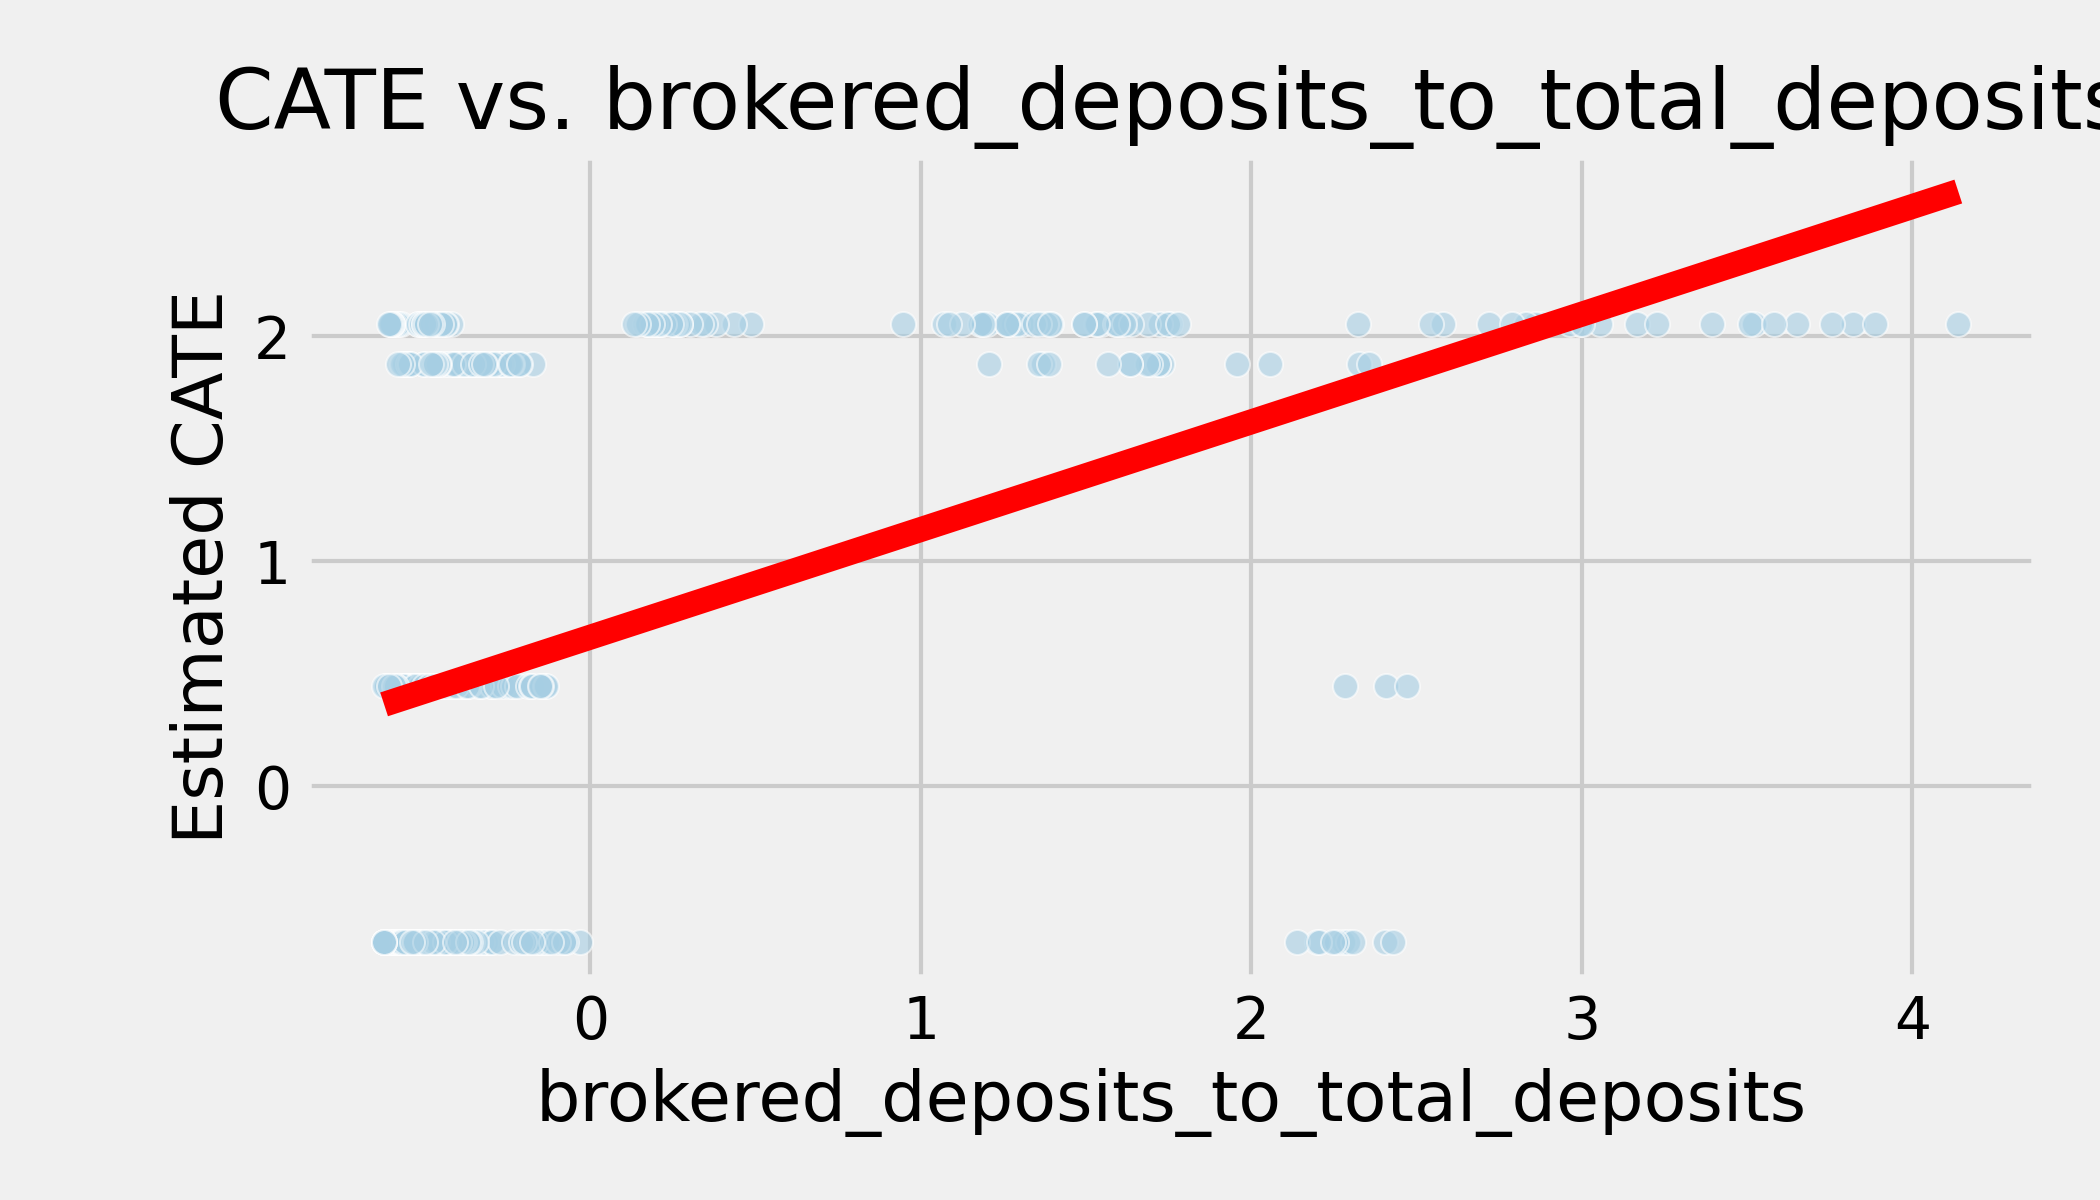 CATE vs. brokered_deposits_to_total_deposits
Estimated CATE
2
1
0
0 1 2 3 4
brokered_deposits_to_total_deposits